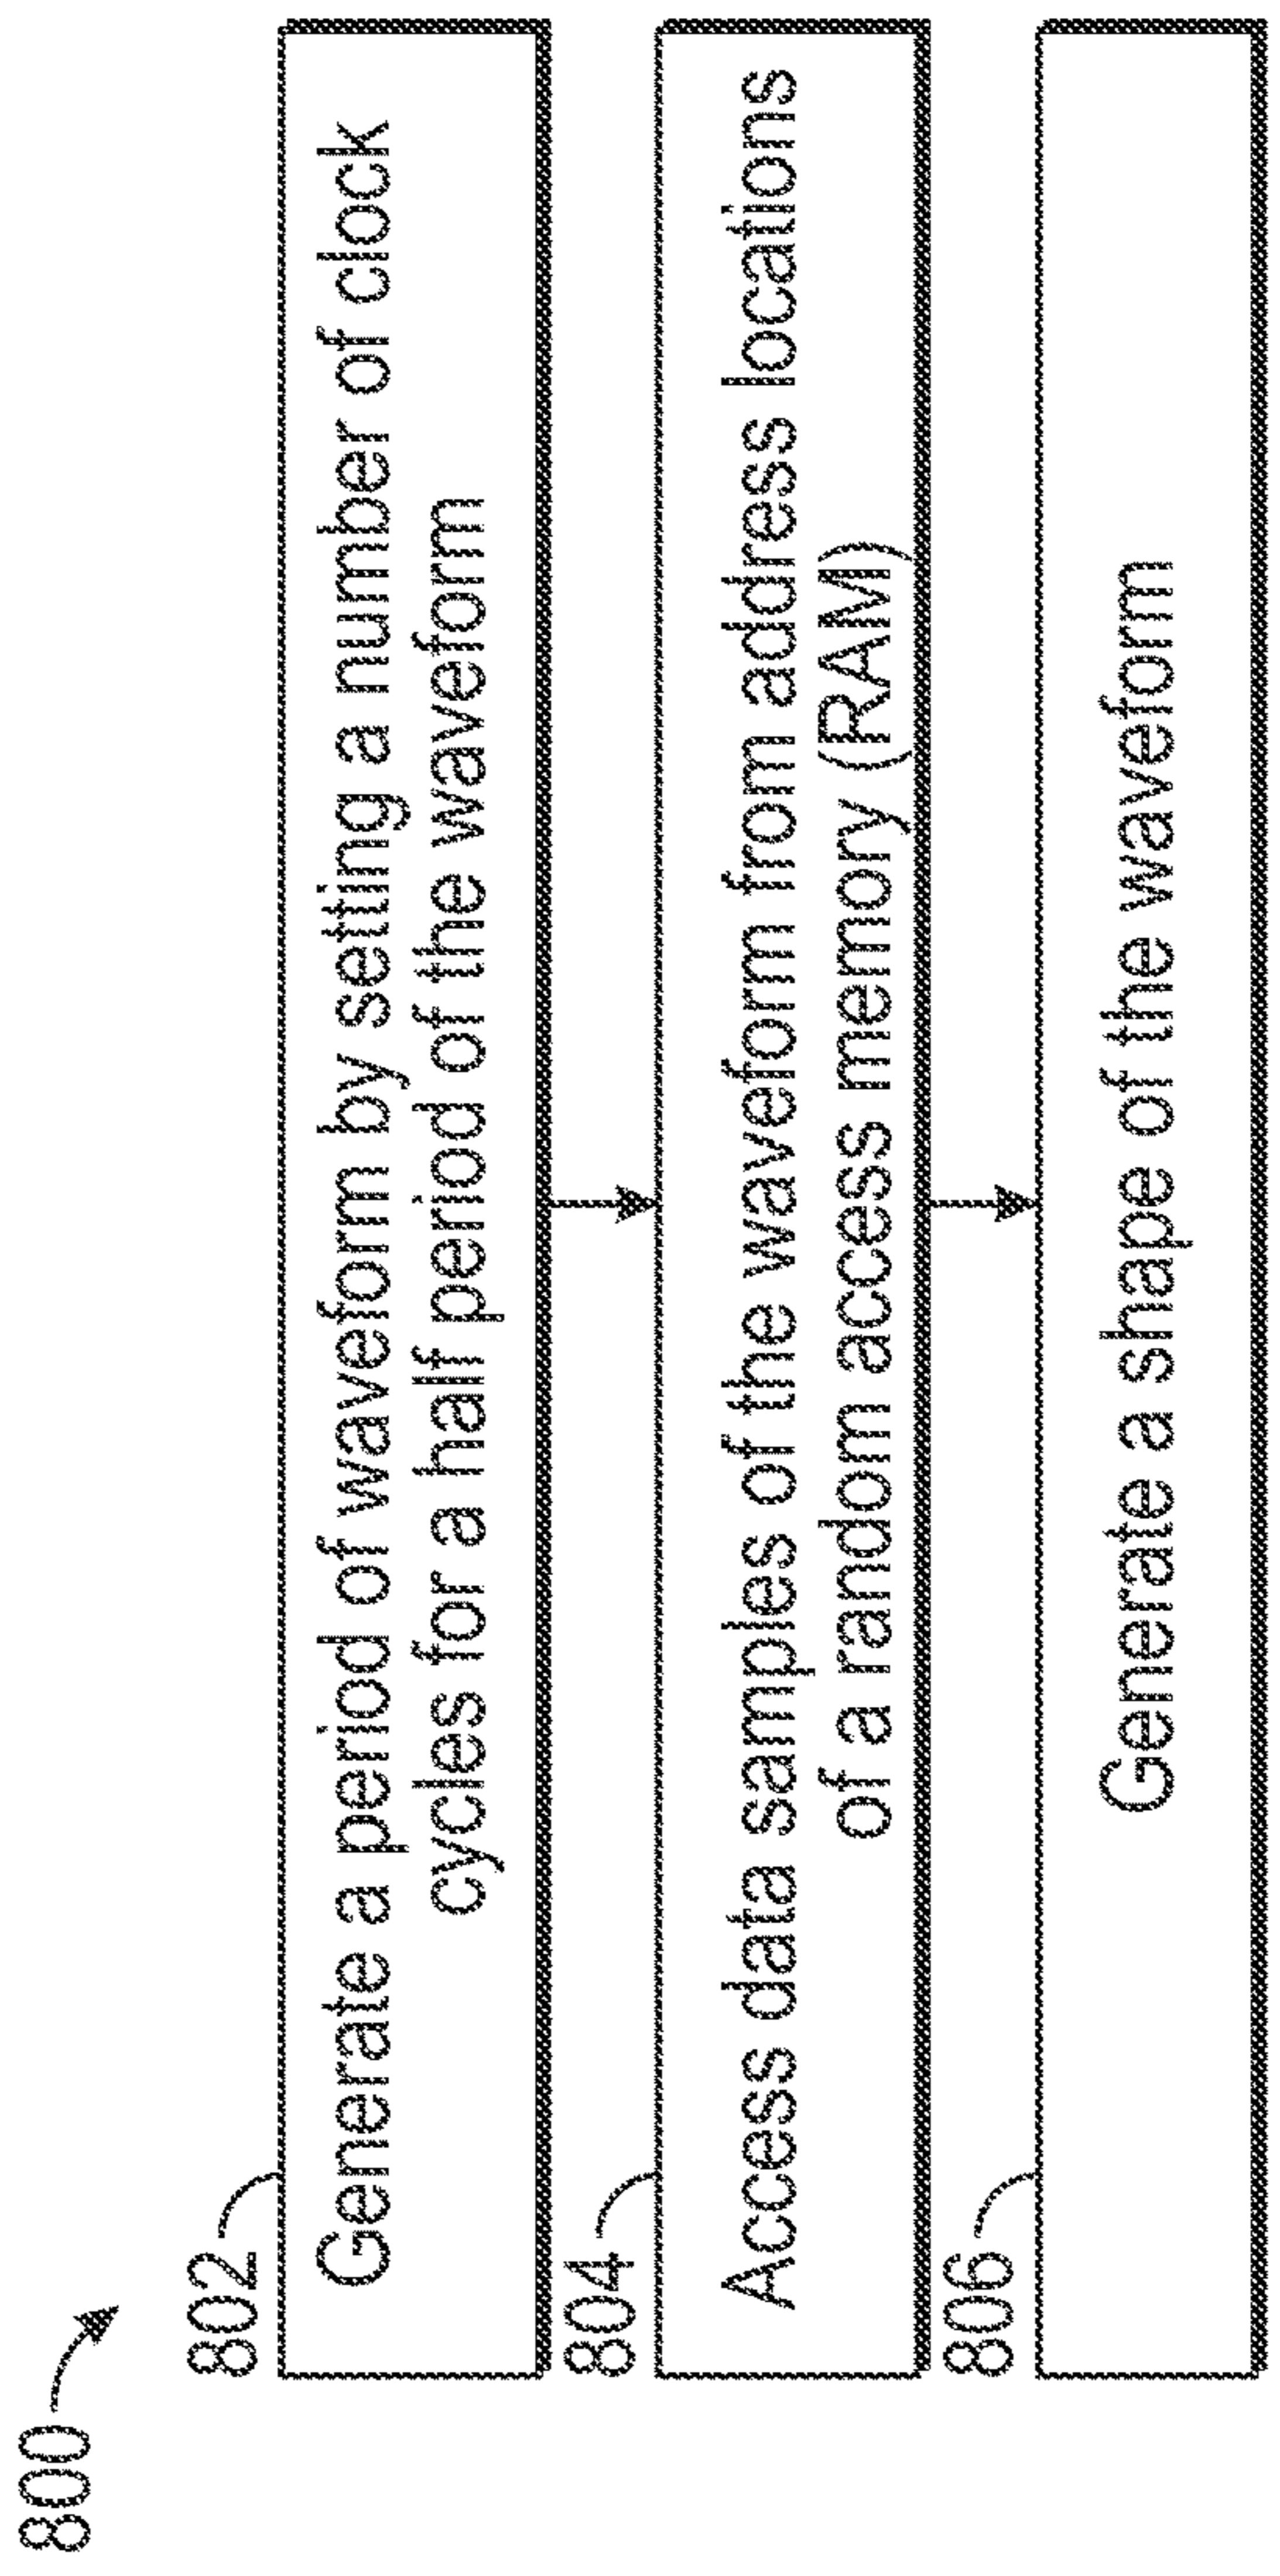 800
802
Generate a period of waveform by setting a number of clock
cycles for a half period of the waveform
804
Access data samples of the waveform from address locations
of a random access memory (RAM)
806
Generate a shape of the waveform